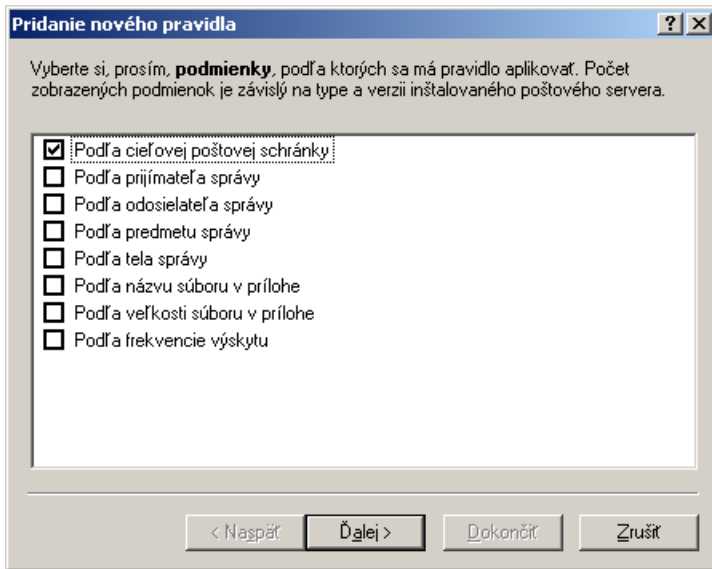 Pridanie nového pravidla
Vyberte si, prosím, podmienky, podľa ktorých sa má pravidlo aplikovať. Počet
zobrazených podmienok je závislý na type a verzii inštalovaného poštového servera.
Podľa cieľovej poštovej schránky
Podľa prijímateľa správy
Podľa odosielateľa správy
Podľa predmetu správy
Podľa tela správy
Podľa názvu súboru v prílohe
Podľa veľkosti súboru v prílohe
Podľa frekvencie výskytu
< Naspäť Ďalej > Dokončiť Zrušiť